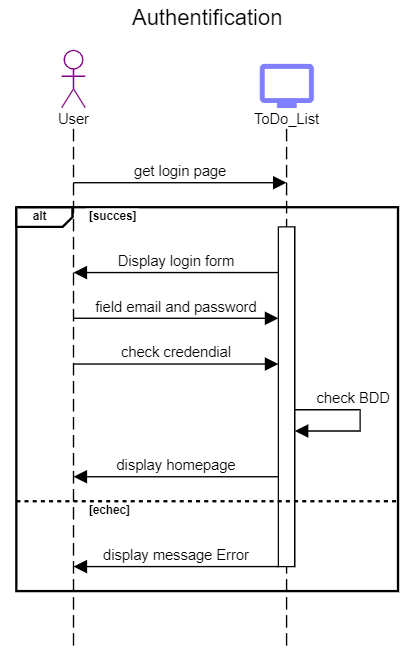 Authentification
User
ToDo_List
get login page
alt
[succes]
Display login form
field email and password
check credendial
check BDD
display homepage
[echec]
display message Error